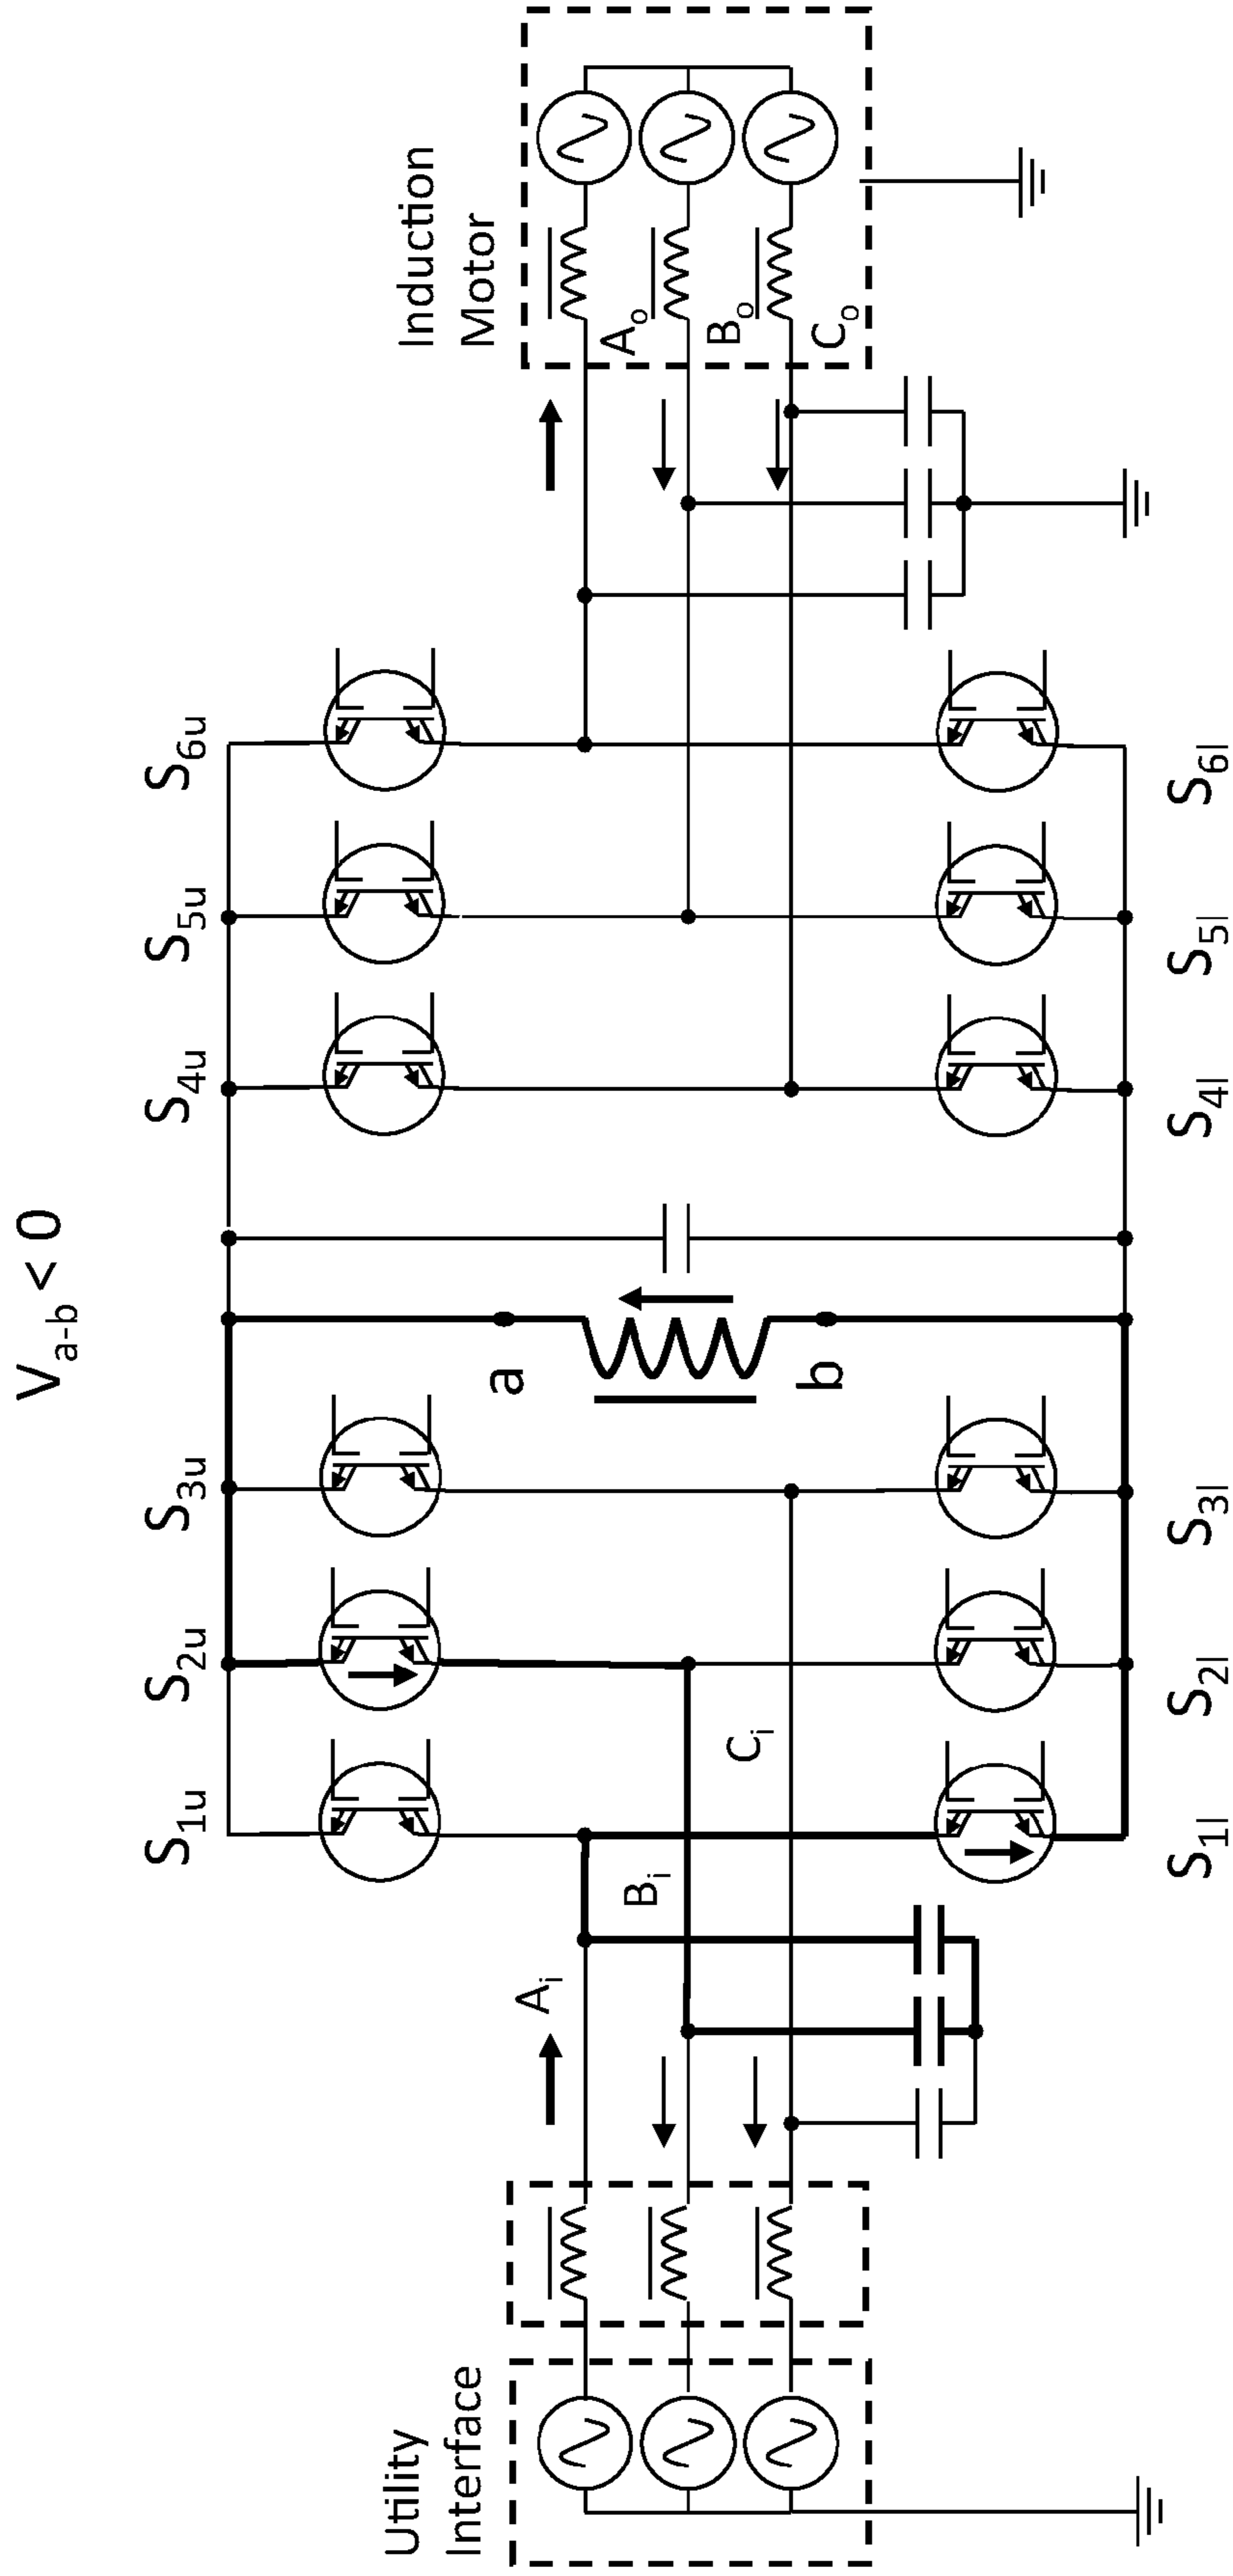 V a-b < 0
S1u
S2u
S3u
S4u
S5u
S6u
Utility
Interface
Induction
Motor
a
b
Ai
Bi
Ci
Ao
Bo
Co
S1l
S2l
S3l
S4l
S5l
S6l